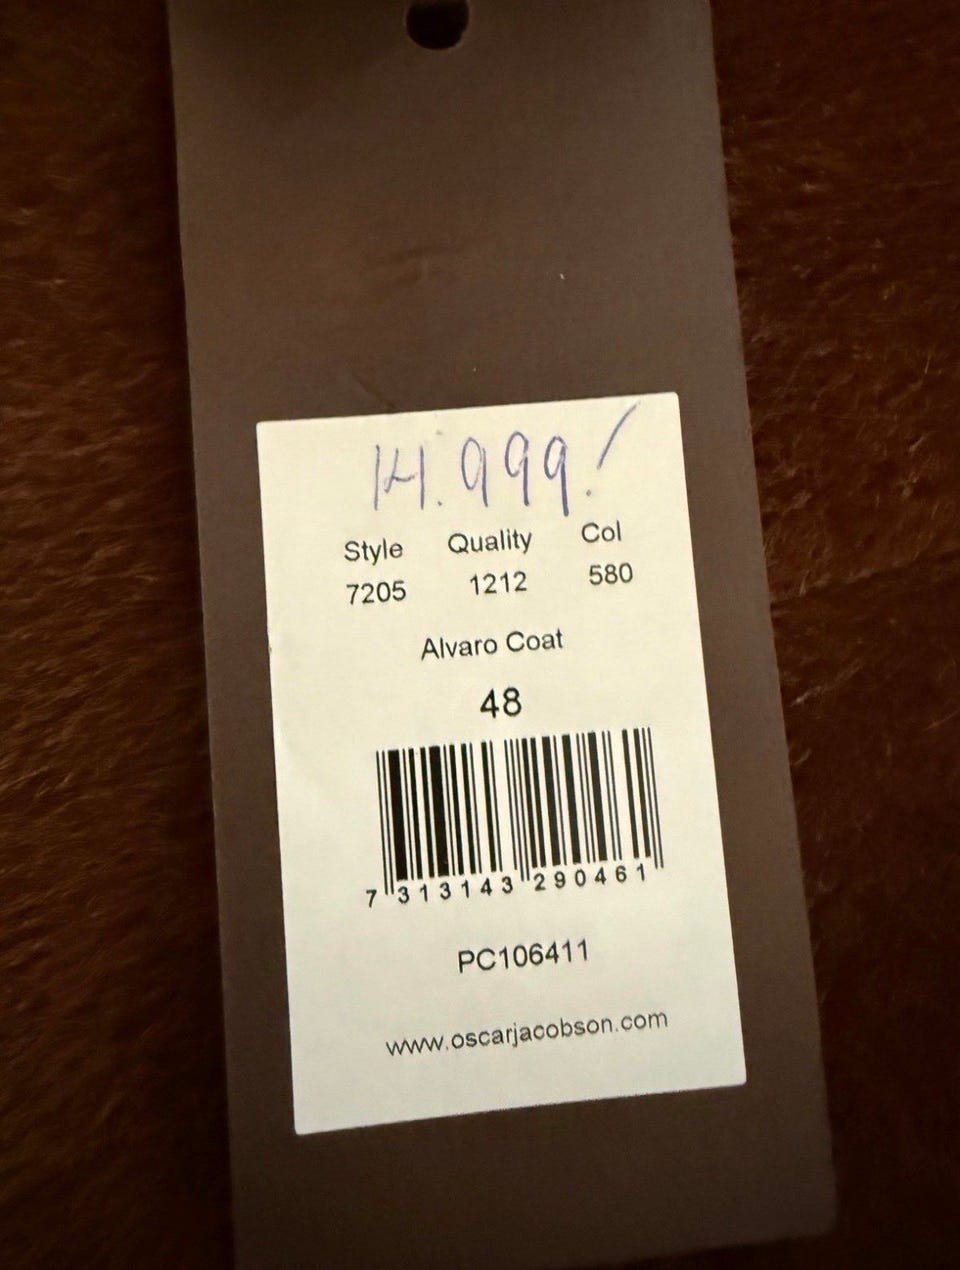 14.999!
Style Quality Col
7205 1212 580
Alvaro Coat
48
7 313143 290461
PC106411
www.oscarjacobson.com